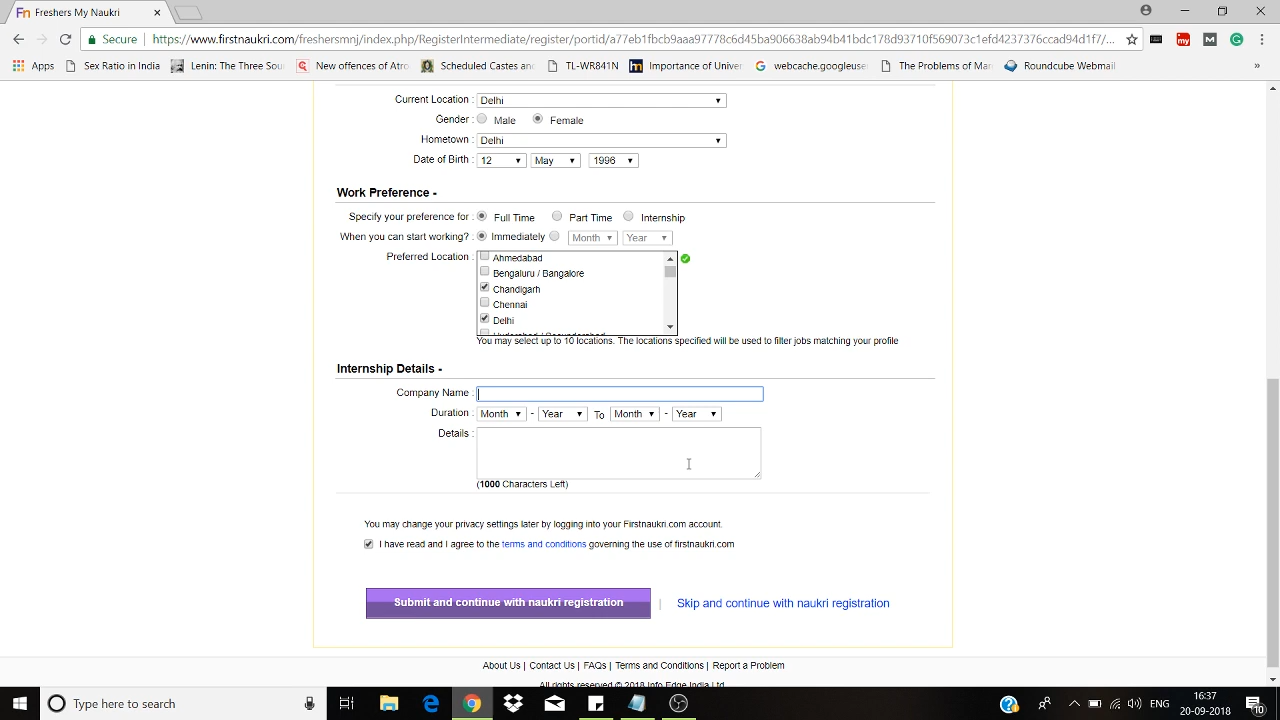 Freshers My Naukri
Secure https://www.firstnaukri.com/freshersmnj/index.php/RegisterIntermediate/register/portid/a77eb1fbcb9aaa97778c6d45ba906638ab94b41bdc178d93710f569073c1efd4237376ccad94d1f7/...
Apps Sex Ratio in India Lenin: The Three Sou New offences of Atro Scheduled Castes and TL-WR841N Importance of Univer webcache.googleuse The Problems of Mar Roundcube Webmail »
Current Location : Delhi
Gender : Male Female
Hometown : Delhi
Date of Birth : 12 May 1996
Work Preference -
Specify your preference for : Full Time Part Time Internship
When you can start working? : Immediately Month Year
Preferred Location : Ahmedabad
Bengaluru / Bangalore
Chandigarh
Chennai
Delhi
You may select up to 10 locations. The locations specified will be used to filter jobs matching your profile
Internship Details -
Company Name :
Duration : Month - Year To Month - Year
Details :
(1000 Characters Left)
You may change your privacy settings later by logging into your Firstnaukri.com account.
I have read and I agree to the terms and conditions governing the use of firstnaukri.com
Submit and continue with naukri registration | Skip and continue with naukri registration
About Us | Contact Us | FAQs | Terms and Conditions | Report a Problem
All rights reserved © 2018 Info Edge India Ltd.
Type here to search ENG 16:37
20-09-2018 10